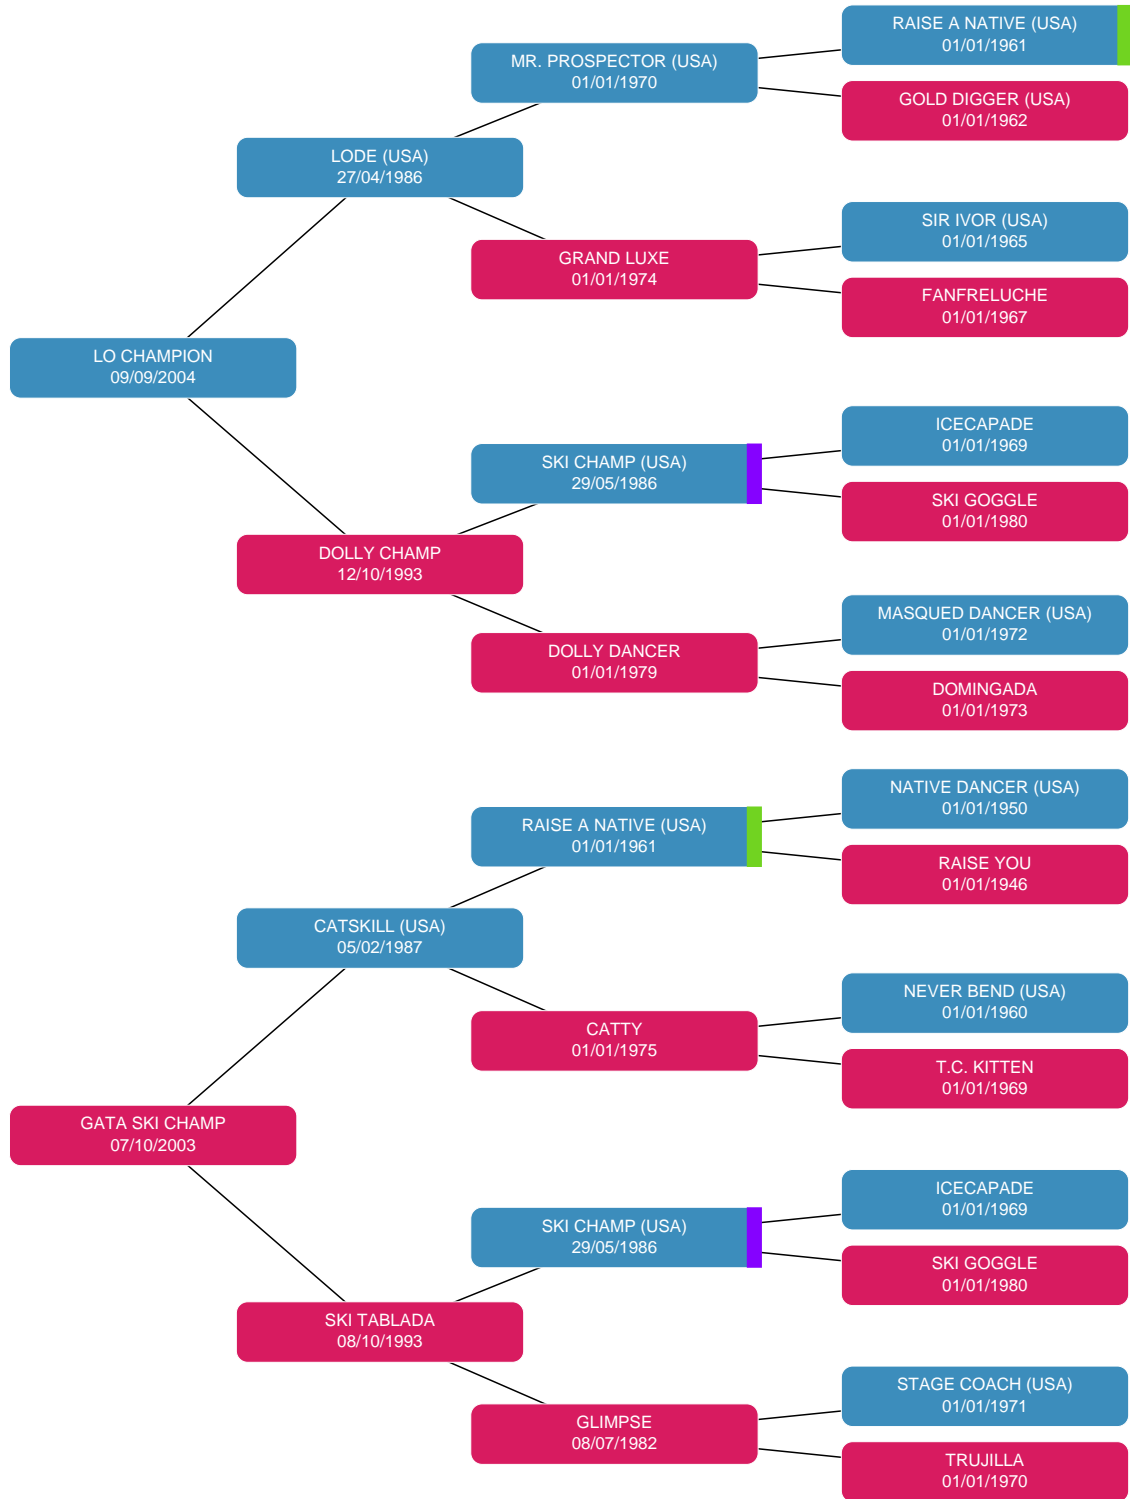 RAISE A NATIVE (USA)
01/01/1961
MR. PROSPECTOR (USA)
01/01/1970
GOLD DIGGER (USA)
01/01/1962
LODE (USA)
27/04/1986
SIR IVOR (USA)
01/01/1965
GRAND LUXE
01/01/1974
FANFRELUCHE
01/01/1967
LO CHAMPION
09/09/2004
ICECAPADE
01/01/1969
SKI CHAMP (USA)
29/05/1986
SKI GOGGLE
01/01/1980
DOLLY CHAMP
12/10/1993
MASQUED DANCER (USA)
01/01/1972
DOLLY DANCER
01/01/1979
DOMINGADA
01/01/1973
NATIVE DANCER (USA)
01/01/1950
RAISE A NATIVE (USA)
01/01/1961
RAISE YOU
01/01/1946
CATSKILL (USA)
05/02/1987
NEVER BEND (USA)
01/01/1960
CATTY
01/01/1975
T.C. KITTEN
01/01/1969
GATA SKI CHAMP
07/10/2003
ICECAPADE
01/01/1969
SKI CHAMP (USA)
29/05/1986
SKI GOGGLE
01/01/1980
SKI TABLADA
08/10/1993
STAGE COACH (USA)
01/01/1971
GLIMPSE
08/07/1982
TRUJILLA
01/01/1970